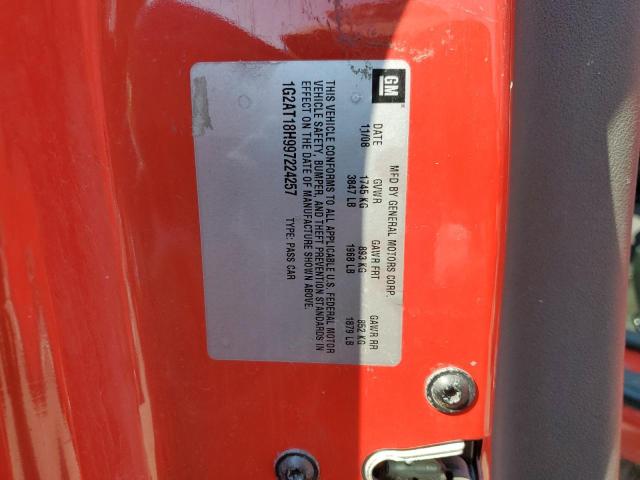 GM
MFD BY GENERAL MOTORS CORP.
DATE GVWR GAWR FRT GAWR RR
11/08 1745 KG 893 KG 852 KG
3847 LB 1968 LB 1879 LB
THIS VEHICLE CONFORMS TO ALL APPLICABLE U.S. FEDERAL MOTOR
VEHICLE SAFETY, BUMPER, AND THEFT PREVENTION STANDARDS IN
EFFECT ON THE DATE OF MANUFACTURE SHOWN ABOVE.
1G2AT18H997224257 TYPE: PASS CAR